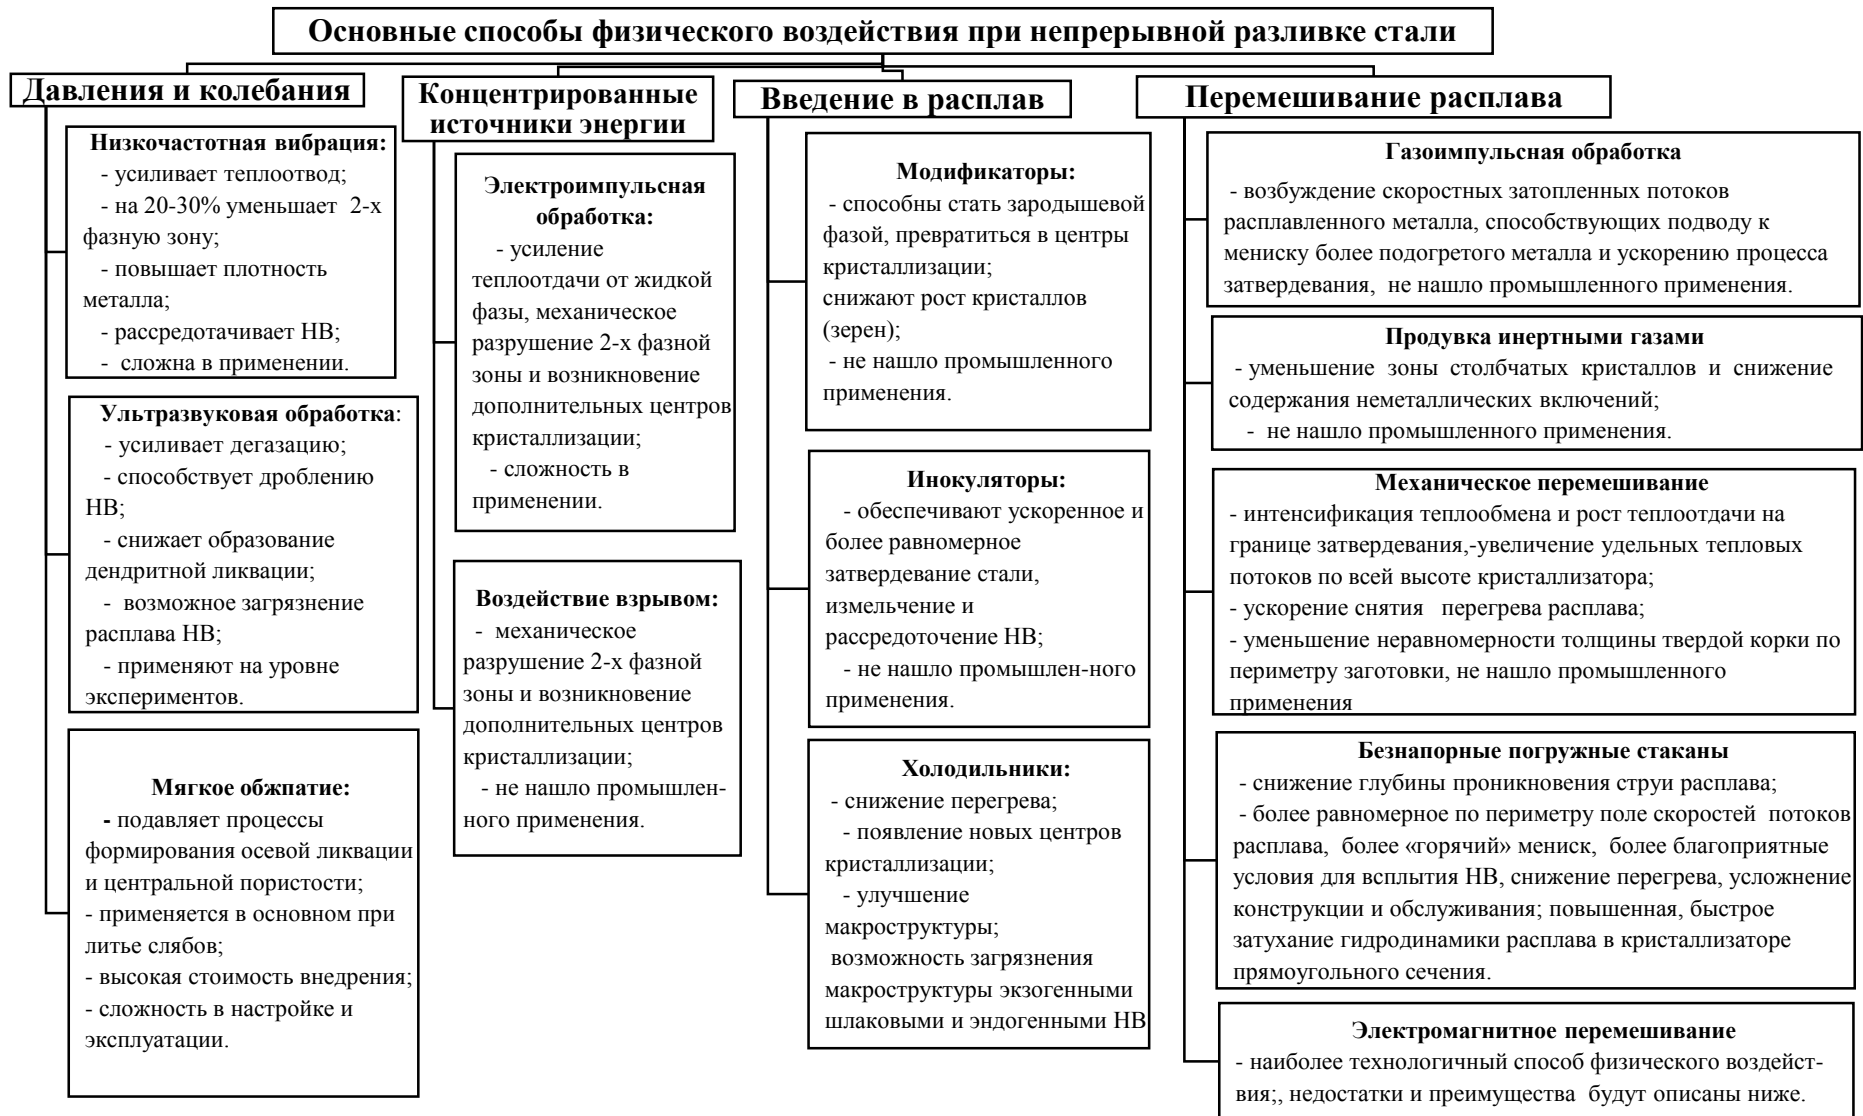 Основные способы физического воздействия при непрерывной разливке стали
Давления и колебания
Низкочастотная вибрация:
- усиливает теплоотвод;
- на 20-30% уменьшает 2-х
фазную зону;
- повышает плотность
металла;
- рассредотачивает НВ;
- сложна в применении.
Ультразвуковая обработка:
- усиливает дегазацию;
- способствует дроблению
НВ;
- снижает образование
дендритной ликвации;
- возможное загрязнение
расплава НВ;
- применяют на уровне
экспериментов.
Мягкое обжпатие:
- подавляет процессы
формирования осевой ликвации
и центральной пористости;
- применяется в основном при
литье слябов;
- высокая стоимость внедрения;
- сложность в настройке и
эксплуатации.
Концентрированные
источники энергии
Электроимпульсная
обработка:
- усиление
теплоотдачи от жидкой
фазы, механическое
разрушение 2-х фазной
зоны и возникновение
дополнительных центров
кристаллизации;
- сложность в
применении.
Воздействие взрывом:
- механическое
разрушение 2-х фазной
зоны и возникновение
дополнительных центров
кристаллизации;
- не нашло промышлен-
ного применения.
Введение в расплав
Модификаторы:
- способны стать зародышевой
фазой, превратиться в центры
кристаллизации;
снижают рост кристаллов
(зерен);
- не нашло промышленного
применения.
Инокуляторы:
- обеспечивают ускоренное и
более равномерное
затвердевание стали,
измельчение и
рассредоточение НВ;
- не нашло промышлен-ного
применения.
Холодильники:
- снижение перегрева;
- появление новых центров
кристаллизации;
- улучшение
макроструктуры;
возможность загрязнения
макроструктуры экзогенными
шлаковыми и эндогенными НВ
Перемешивание расплава
Газоимпульсная обработка
- возбуждение скоростных затопленных потоков
расплавленного металла, способствующих подводу к
мениску более подогретого металла и ускорению процесса
затвердевания, не нашло промышленного применения.
Продувка инертными газами
- уменьшение зоны столбчатых кристаллов и снижение
содержания неметаллических включений;
- не нашло промышленного применения.
Механическое перемешивание
- интенсификация теплообмена и рост теплоотдачи на
границе затвердевания,-увеличение удельных тепловых
потоков по всей высоте кристаллизатора;
- ускорение снятия перегрева расплава;
- уменьшение неравномерности толщины твердой корки по
периметру заготовки, не нашло промышленного
применения
Безнапорные погружные стаканы
- снижение глубины проникновения струи расплава;
- более равномерное по периметру поле скоростей потоков
расплава, более «горячий» мениск, более благоприятные
условия для всплытия НВ, снижение перегрева, усложнение
конструкции и обслуживания; повышенная, быстрое
затухание гидродинамики расплава в кристаллизаторе
прямоугольного сечения.
Электромагнитное перемешивание
- наиболее технологичный способ физического воздейст-
вия;, недостатки и преимущества будут описаны ниже.